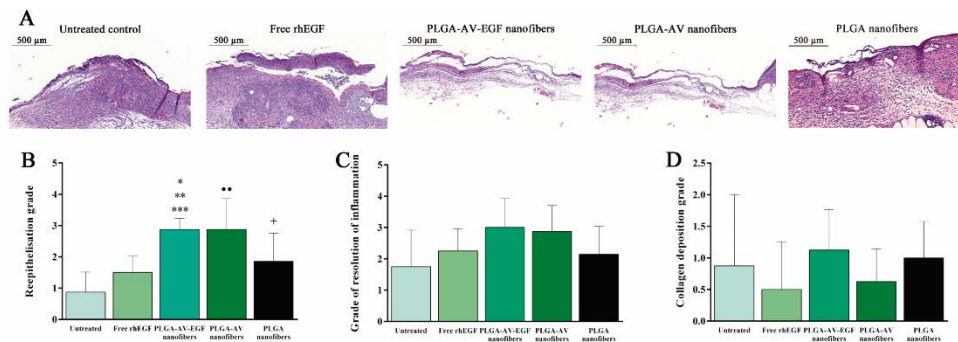 A
Untreated control
Free rhEGF
PLGA-AV-EGF nanofibers
PLGA-AV nanofibers
PLGA nanofibers
500 µm
500 µm
500 µm
500 µm
500 µm
B
Reepithelisation grade
5
4
3
2
1
0
*
**
***
••
+
Untreated
Free rhEGF
PLGA-AV-EGF
nanofibers
PLGA-AV
nanofibers
PLGA
nanofibers
C
Grade of resolution of inflammation
5
4
3
2
1
0
Untreated
Free rhEGF
PLGA-AV-EGF
nanofibers
PLGA-AV
nanofibers
PLGA
nanofibers
D
Collagen deposition grade
2.5
2.0
1.5
1.0
0.5
0.0
Untreated
Free rhEGF
PLGA-AV-EGF
nanofibers
PLGA-AV
nanofibers
PLGA
nanofibers